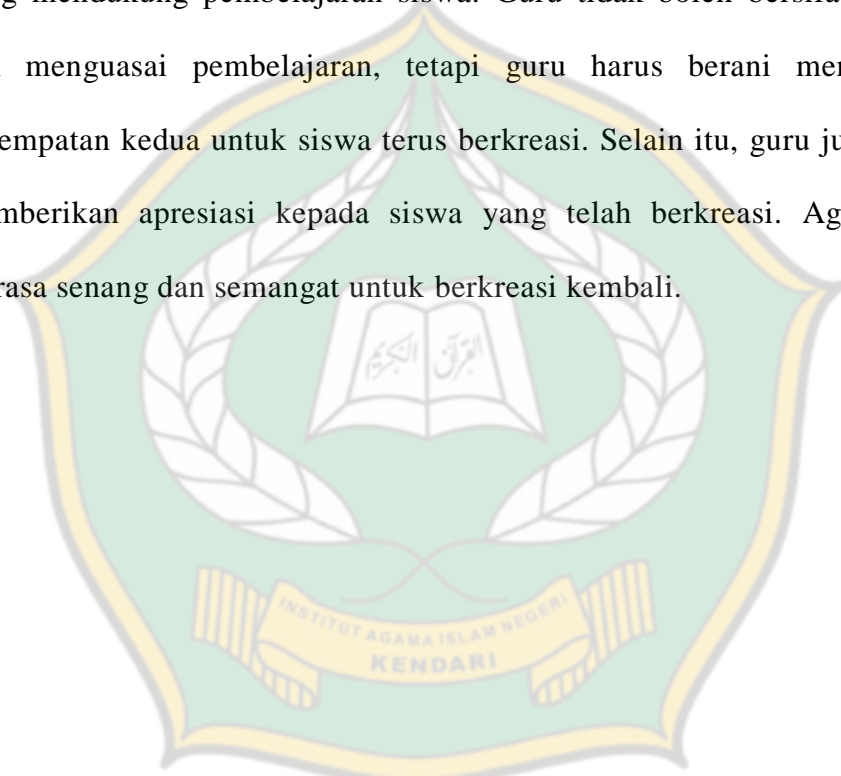 mendukung pembelajaran siswa. Guru tidak boleh
menguasai pembelajaran, tetapi guru harus berani
empatan kedua untuk siswa terus berkreasi. Selain itu, guru ju
mberikan apresiasi kepada siswa yang telah berkreasi. Ag
rasa senang dan semangat untuk berkreasi kembali.
القرآن الكريم
INSTITUT AGAMA ISLAM NEGERI
KENDARI